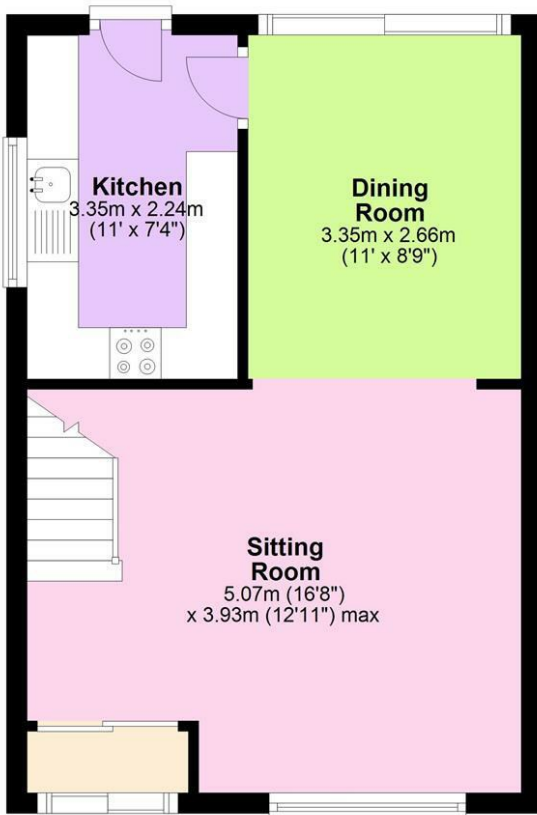 Kitchen
3.35m x 2.24m
(11' x 7'4")
Dining
Room
3.35m x 2.66m
(11' x 8'9")
Sitting
Room
5.07m (16'8")
x 3.93m (12'11") max